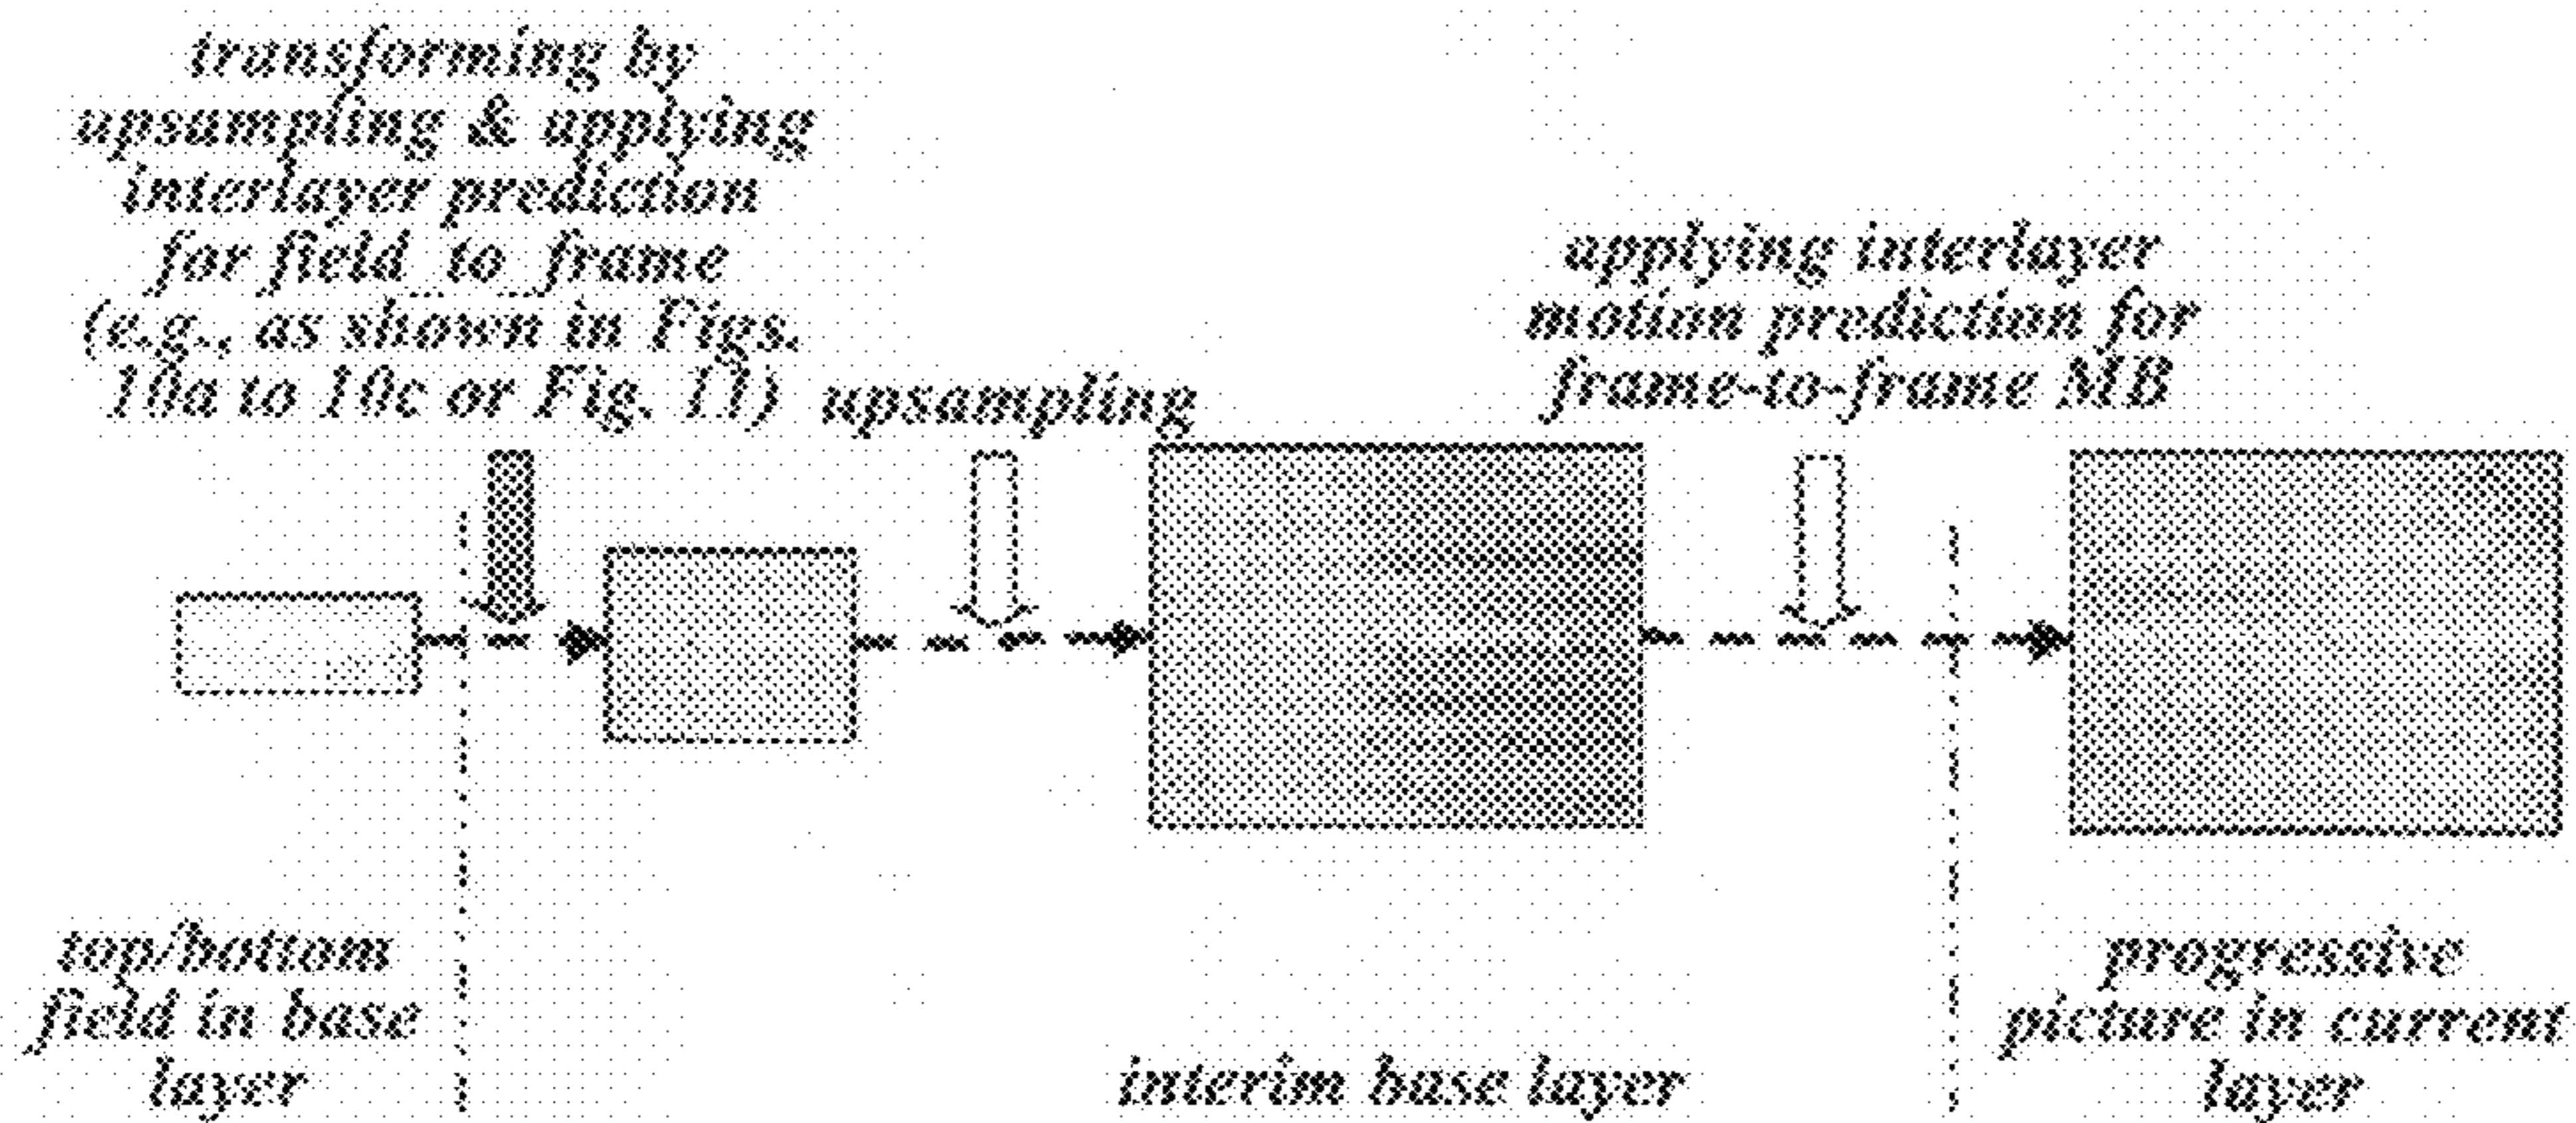 transforming by
upsampling & applying
interlayer prediction
for field_to_frame
(e.g., as shown in Figs.
10a to 10c or Fig. 11)
upsampling
applying interlayer
motion prediction for
frame-to-frame MB
top/bottom
field in base
layer
interim base layer
progressive
picture in current
layer